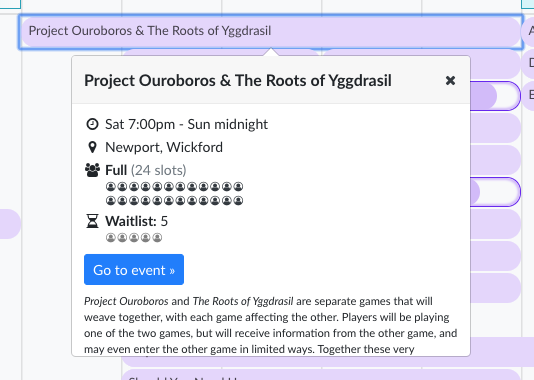 Project Ouroboros & The Roots of Yggdrasil
Project Ouroboros & The Roots of Yggdrasil
Sat 7:00pm - Sun midnight
Newport, Wickford
Full (24 slots)
Waitlist: 5
Go to event »
Project Ouroboros and The Roots of Yggdrasil are separate games that will
weave together, with each game affecting the other. Players will be playing
one of the two games, but will receive information from the other game, and
may even enter the other game in limited ways. Together these very